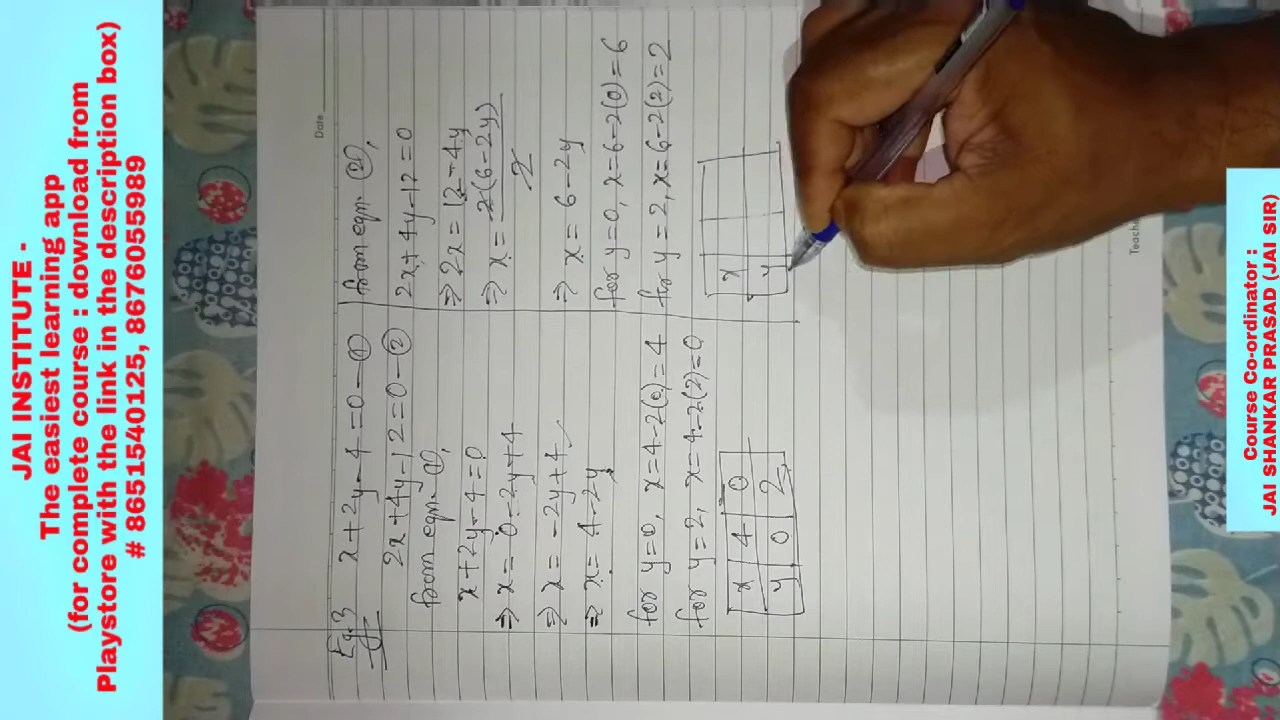 JAI INSTITUTE -
The easiest learning app
(for complete course : download from
Playstore with the link in the description box)
# 8651540125, 8676055989
Date
Eg.3 x + 2y - 4 = 0 - ①
2x + 4y - 12 = 0 - ②
from eqn. ①,
x + 2y - 4 = 0
⇒ x = 0 - 2y + 4
⇒ x = -2y + 4
⇒ x = 4 - 2y
for y = 0, x = 4 - 2(0) = 4
for y = 2, x = 4 - 2(2) = 0
x 4 0
y 0 2
from eqn. ②,
2x + 4y - 12 = 0
⇒ 2x = 12 - 4y
⇒ x = 2(6 - 2y)
2
⇒ x = 6 - 2y
for y = 0, x = 6 - 2(0) = 6
for y = 2, x = 6 - 2(2) = 2
x
y
Course Co-ordinator :
JAI SHANKAR PRASAD (JAI SIR)